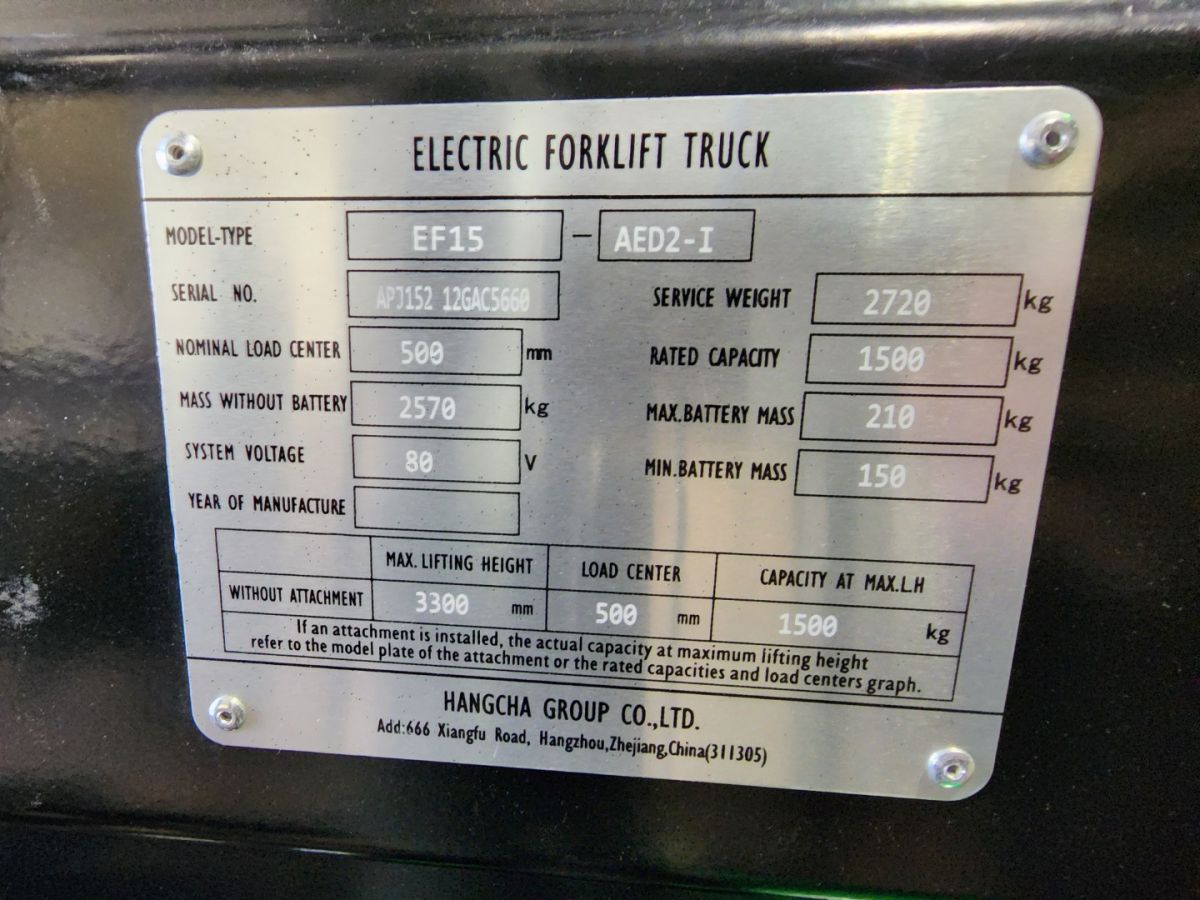 ELECTRIC FORKLIFT TRUCK
MODEL-TYPE EF15 – AED2-I
SERIAL NO. APJ152 12GAC5660
SERVICE WEIGHT 2720 kg
NOMINAL LOAD CENTER 500 mm
RATED CAPACITY 1500 kg
MASS WITHOUT BATTERY 2570 kg
MAX.BATTERY MASS 210 kg
SYSTEM VOLTAGE 80 V
MIN.BATTERY MASS 150 kg
YEAR OF MANUFACTURE
MAX. LIFTING HEIGHT LOAD CENTER CAPACITY AT MAX.L.H
WITHOUT ATTACHMENT 3300 mm 500 mm 1500 kg
If an attachment is installed, the actual capacity at maximum lifting height
refer to the model plate of the attachment or the rated capacities and load centers graph.
HANGCHA GROUP CO.,LTD.
Add:666 Xiangfu Road, Hangzhou,Zhejiang,China(311305)